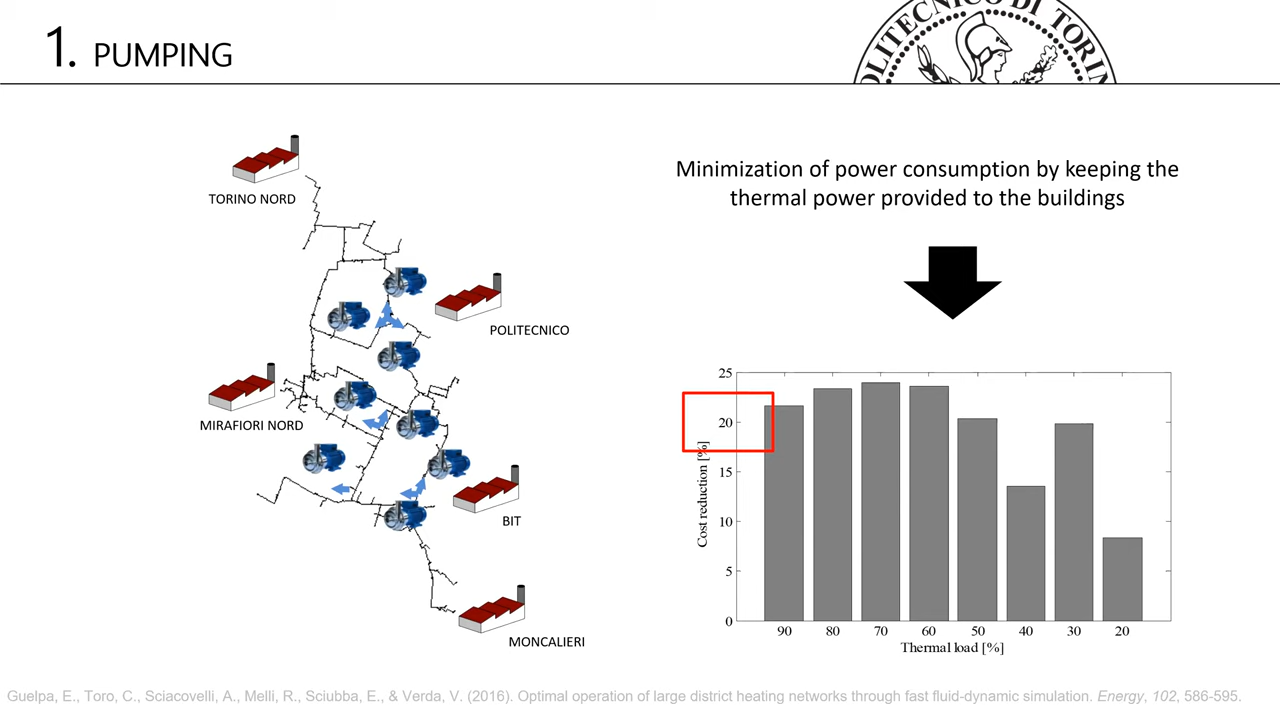 1. PUMPING
POLITECNICO DI TORINO
TORINO NORD
POLITECNICO
MIRAFIORI NORD
BIT
MONCALIERI
Minimization of power consumption by keeping the
thermal power provided to the buildings
Cost reduction [%]
25
20
15
10
5
0
90 80 70 60 50 40 30 20
Thermal load [%]
Guelpa, E., Toro, C., Sciacovelli, A., Melli, R., Sciubba, E., & Verda, V. (2016). Optimal operation of large district heating networks through fast fluid-dynamic simulation. Energy, 102, 586-595.